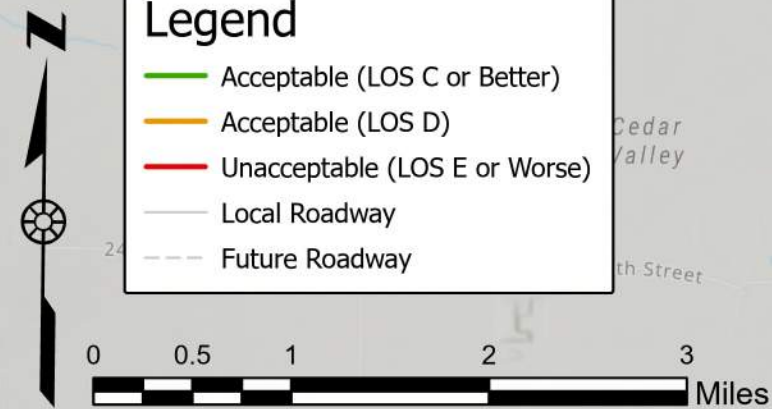 N
Legend
Acceptable (LOS C or Better)
Acceptable (LOS D)
Unacceptable (LOS E or Worse)
Local Roadway
Future Roadway
Cedar
Valley
24
th Street
0 0.5 1 2 3
Miles